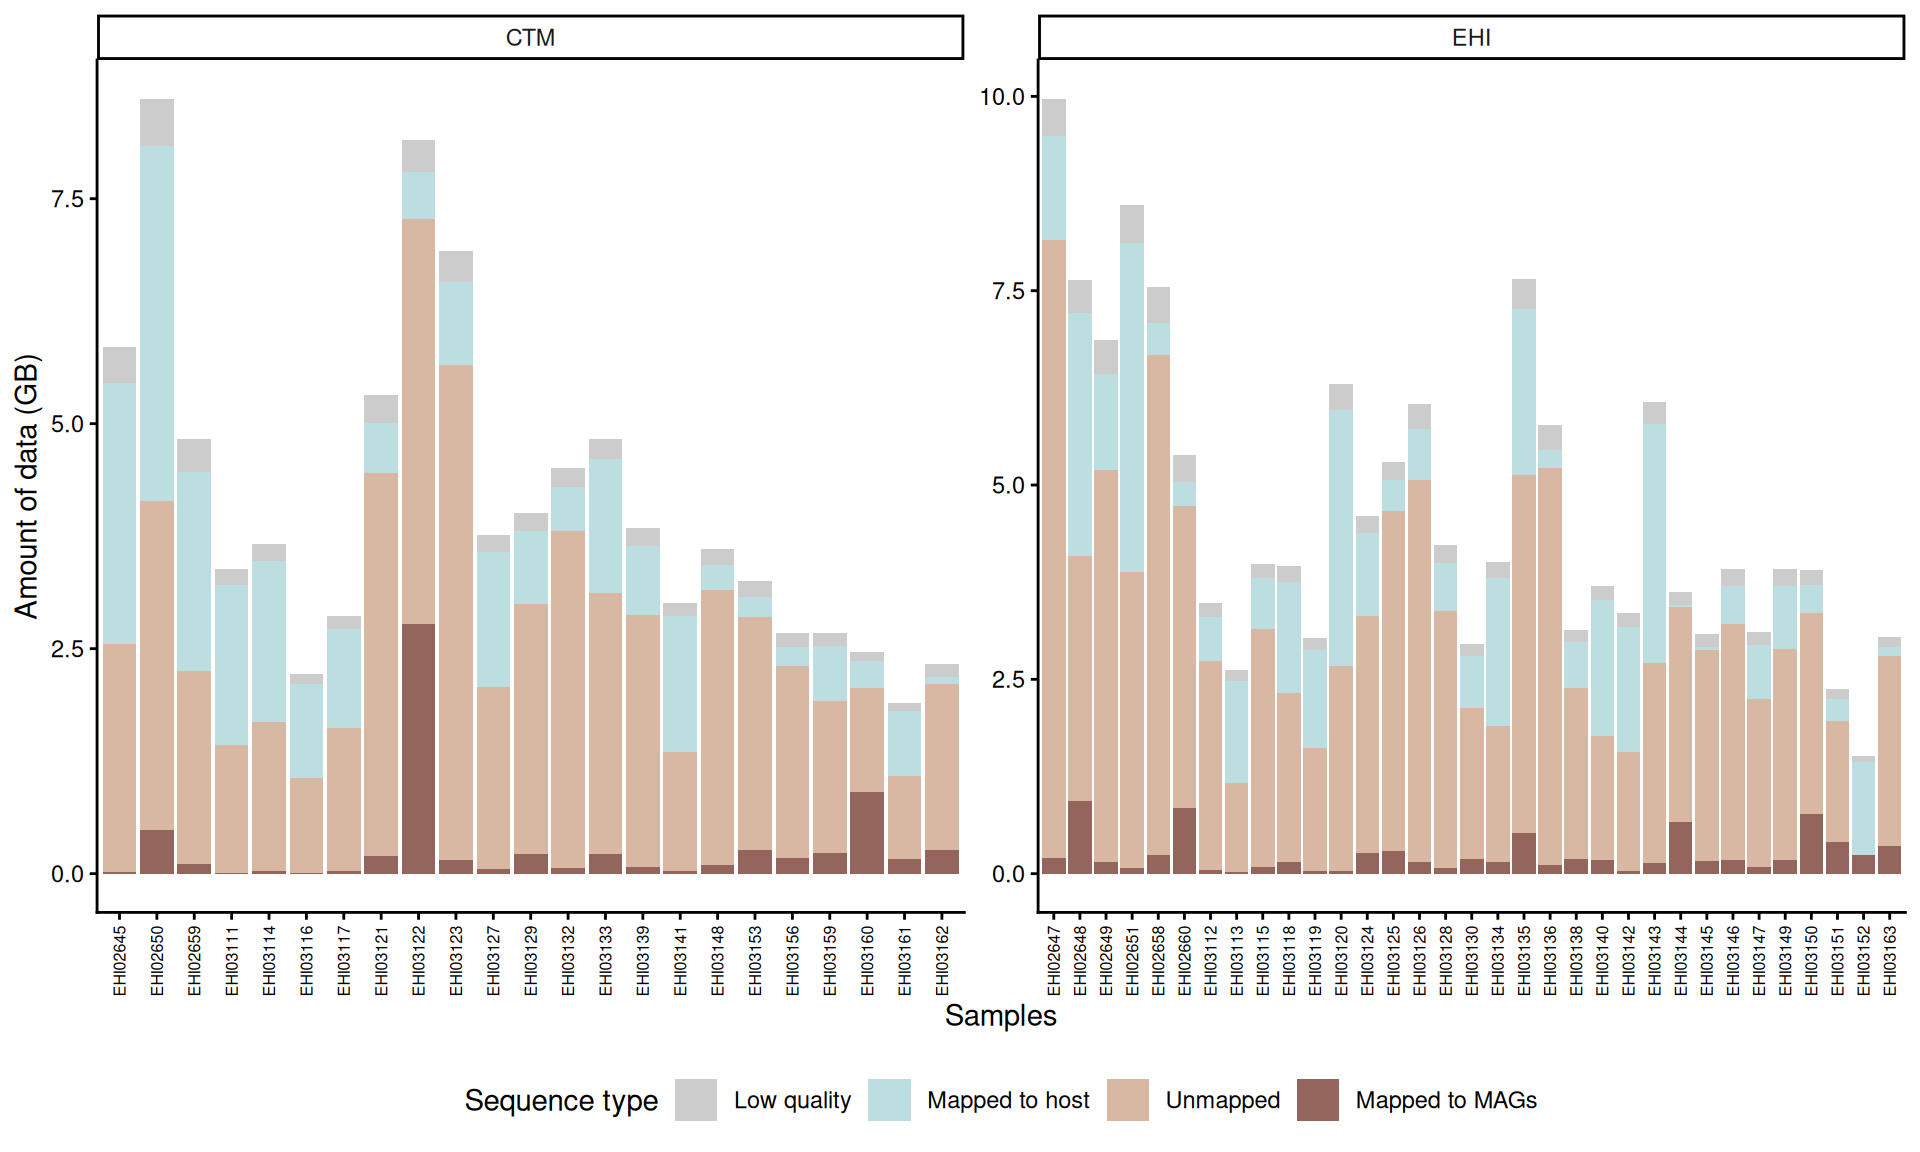 CTM
EHI
Amount of data (GB)
7.5
5.0
2.5
0.0
10.0
7.5
5.0
2.5
0.0
EHI02645 EHI02650 EHI02659 EHI03111 EHI03114 EHI03116 EHI03117 EHI03121 EHI03122 EHI03123 EHI03127 EHI03129 EHI03132 EHI03133 EHI03139 EHI03141 EHI03148 EHI03153 EHI03156 EHI03159 EHI03160 EHI03161 EHI03162
EHI02647 EHI02648 EHI02649 EHI02651 EHI02658 EHI02660 EHI03112 EHI03113 EHI03115 EHI03118 EHI03119 EHI03120 EHI03124 EHI03125 EHI03126 EHI03128 EHI03130 EHI03134 EHI03135 EHI03136 EHI03138 EHI03140 EHI03142 EHI03143 EHI03144 EHI03145 EHI03146 EHI03147 EHI03149 EHI03150 EHI03151 EHI03152 EHI03163
Samples
Sequence type Low quality Mapped to host Unmapped Mapped to MAGs